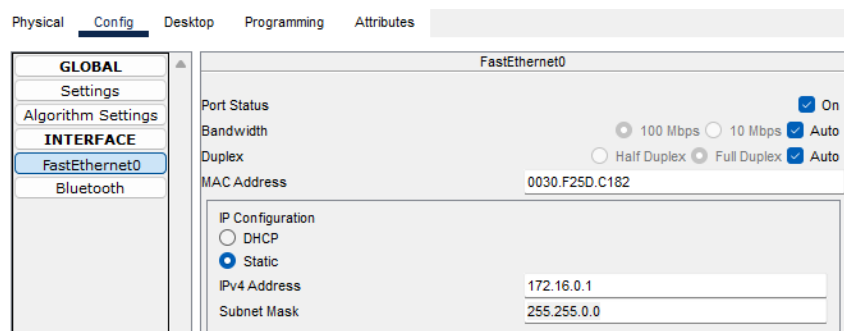 Physical Config Desktop Programming Attributes
GLOBAL
Settings
Algorithm Settings
INTERFACE
FastEthernet0
Bluetooth
FastEthernet0
Port Status On
Bandwidth 100 Mbps 10 Mbps Auto
Duplex Half Duplex Full Duplex Auto
MAC Address 0030.F25D.C182
IP Configuration
DHCP
Static
IPv4 Address 172.16.0.1
Subnet Mask 255.255.0.0